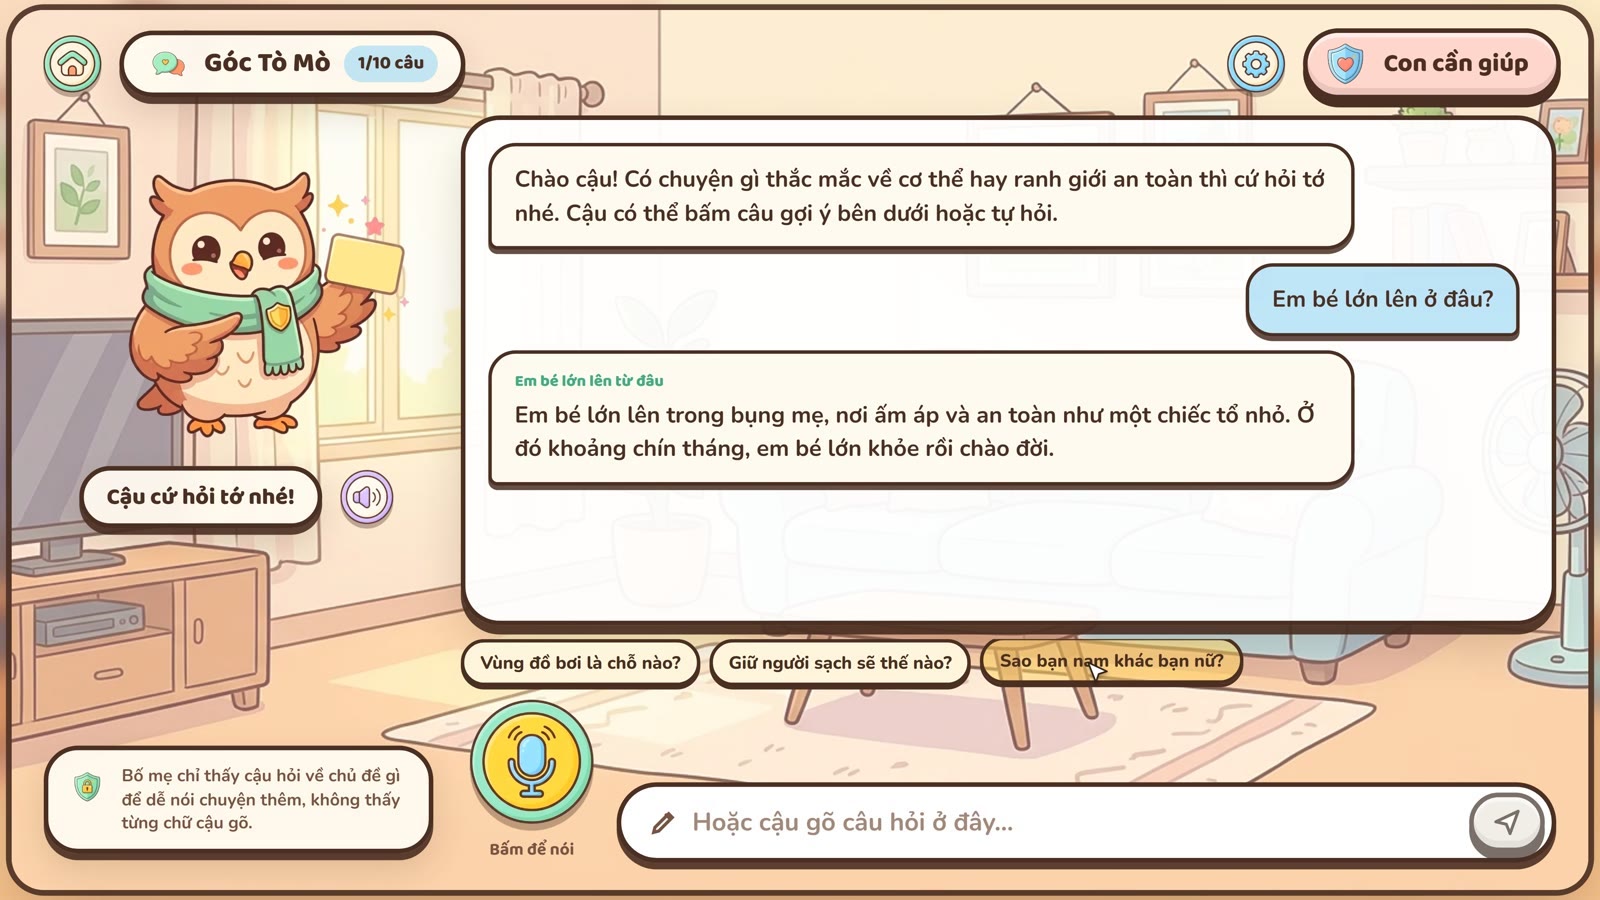 Góc Tò Mò
1/10 câu
Con cần giúp
Chào cậu! Có chuyện gì thắc mắc về cơ thể hay ranh giới an toàn thì cứ hỏi tớ
nhé. Cậu có thể bấm câu gợi ý bên dưới hoặc tự hỏi.
Em bé lớn lên ở đâu?
Em bé lớn lên từ đâu
Em bé lớn lên trong bụng mẹ, nơi ấm áp và an toàn như một chiếc tổ nhỏ. Ở
đó khoảng chín tháng, em bé lớn khỏe rồi chào đời.
Cậu cứ hỏi tớ nhé!
Vùng đồ bơi là chỗ nào?
Giữ người sạch sẽ thế nào?
Sao bạn nam khác bạn nữ?
Bố mẹ chỉ thấy cậu hỏi về chủ đề gì
để dễ nói chuyện thêm, không thấy
từng chữ cậu gõ.
Bấm để nói
Hoặc cậu gõ câu hỏi ở đây...